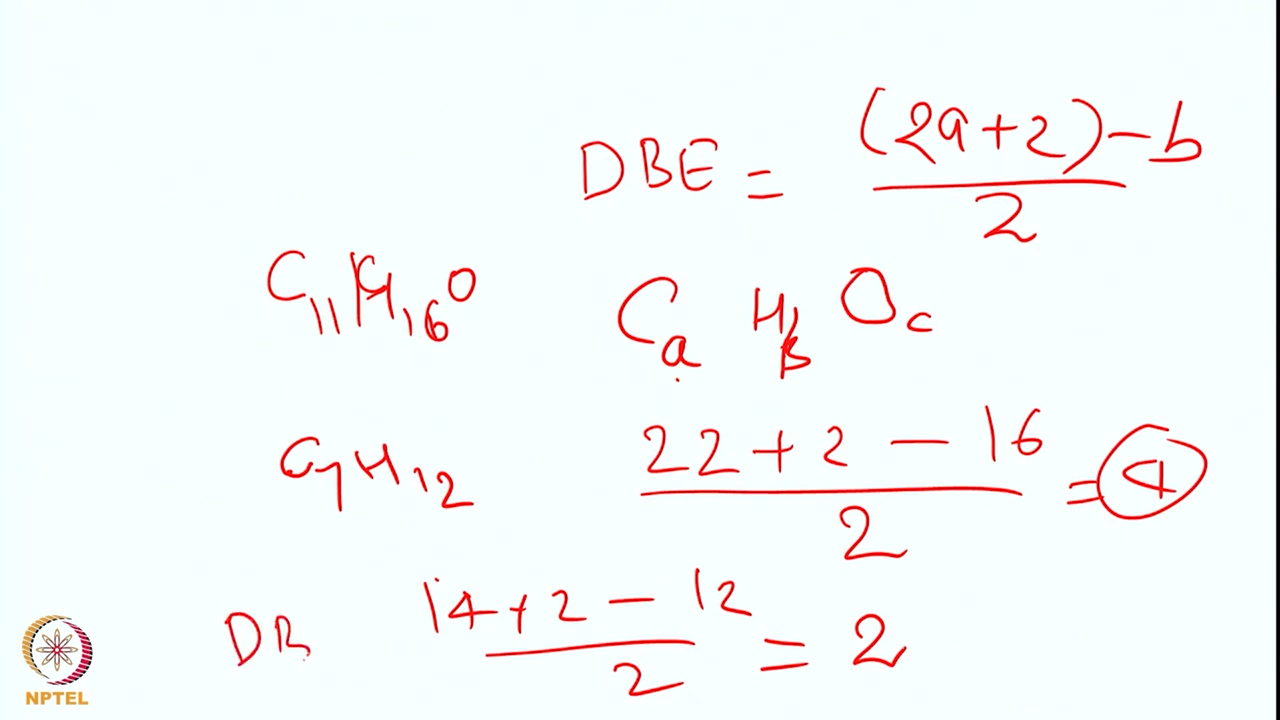 DBE = (2a+2)-b
2
C11H16O
Ca Hb Oc
22+2-16
2
= 4
C7H12
DB
14+2-12
2
= 2
NPTEL